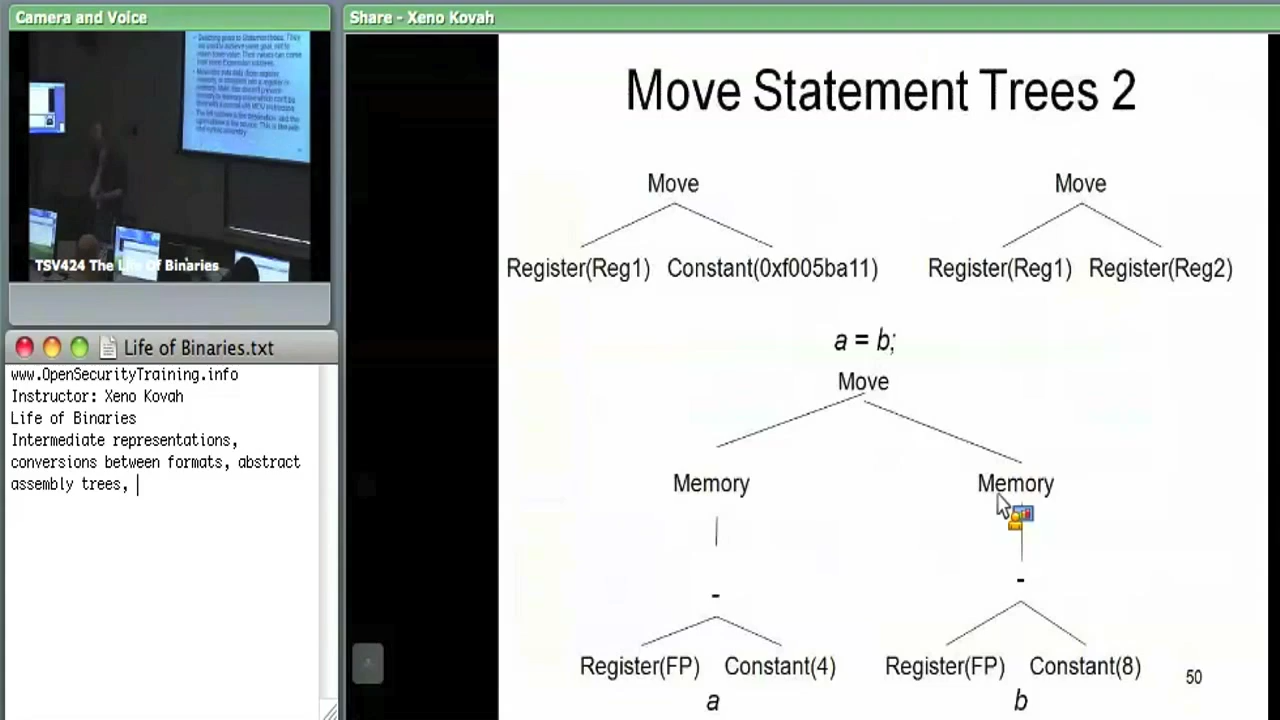 Camera and Voice
Share - Xeno Kovah
TSV424 The Life Of Binaries
Life of Binaries.txt
www.OpenSecurityTraining.info
Instructor: Xeno Kovah
Life of Binaries
Intermediate representations,
conversions between formats, abstract
assembly trees,
Move Statement Trees 2
Move Move
Register(Reg1) Constant(0xf005ba11) Register(Reg1) Register(Reg2)
a = b;
Move
Memory Memory
- -
Register(FP) Constant(4) Register(FP) Constant(8)
a b
50